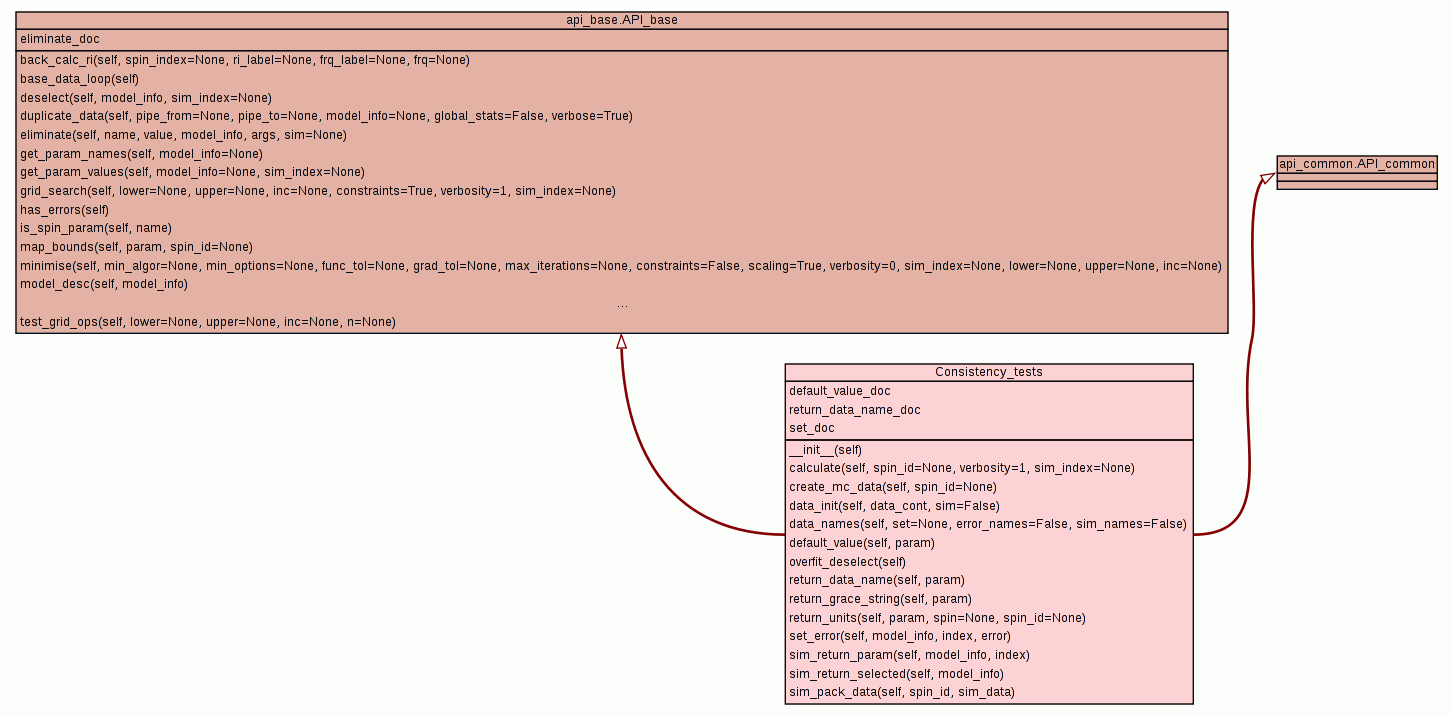 api_base.API_base
eliminate_doc
back_calc_ri(self, spin_index=None, ri_label=None, frq_label=None, frq=None)
base_data_loop(self)
deselect(self, model_info, sim_index=None)
duplicate_data(self, pipe_from=None, pipe_to=None, model_info=None, global_stats=False, verbose=True)
eliminate(self, name, value, model_info, args, sim=None)
get_param_names(self, model_info=None)
get_param_values(self, model_info=None, sim_index=None)
grid_search(self, lower=None, upper=None, inc=None, constraints=True, verbosity=1, sim_index=None)
has_errors(self)
is_spin_param(self, name)
map_bounds(self, param, spin_id=None)
minimise(self, min_algor=None, min_options=None, func_tol=None, grad_tol=None, max_iterations=None, constraints=False, scaling=True, verbosity=0, sim_index=None, lower=None, upper=None, inc=None)
model_desc(self, model_info)
...
test_grid_ops(self, lower=None, upper=None, inc=None, n=None)
api_common.API_common
Consistency_tests
default_value_doc
return_data_name_doc
set_doc
__init__(self)
calculate(self, spin_id=None, verbosity=1, sim_index=None)
create_mc_data(self, spin_id=None)
data_init(self, data_cont, sim=False)
data_names(self, set=None, error_names=False, sim_names=False)
default_value(self, param)
overfit_deselect(self)
return_data_name(self, param)
return_grace_string(self, param)
return_units(self, param, spin=None, spin_id=None)
set_error(self, model_info, index, error)
sim_return_param(self, model_info, index)
sim_return_selected(self, model_info)
sim_pack_data(self, spin_id, sim_data)